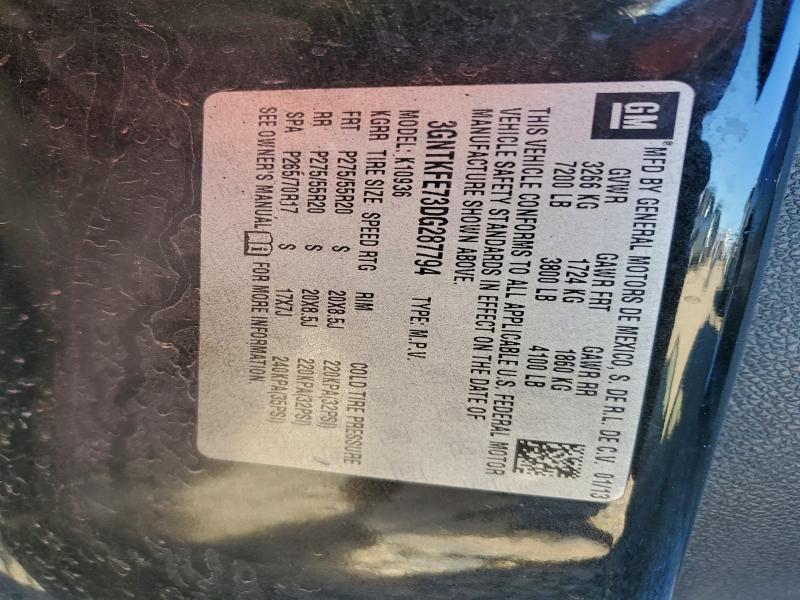 GM
® MFD BY GENERAL MOTORS DE MEXICO, S. DE R.L. DE C.V. 01/13
GVWR GAWR FRT GAWR RR
3266 KG 1724 KG 1860 KG
7200 LB 3800 LB 4100 LB
THIS VEHICLE CONFORMS TO ALL APPLICABLE U.S. FEDERAL MOTOR
VEHICLE SAFETY STANDARDS IN EFFECT ON THE DATE OF
MANUFACTURE SHOWN ABOVE.
3GNTKFE73DG287794 TYPE: M.P.V.
MODEL: K10936
KGRR TIRE SIZE SPEED RTG RIM COLD TIRE PRESSURE
FRT P275/55R20 S 20X8.5J 220KPA(32PSI)
RR P275/55R20 S 20X8.5J 220KPA(32PSI)
SPA P265/70R17 S 17X7J 240KPA(35PSI)
SEE OWNER'S MANUAL FOR MORE INFORMATION.